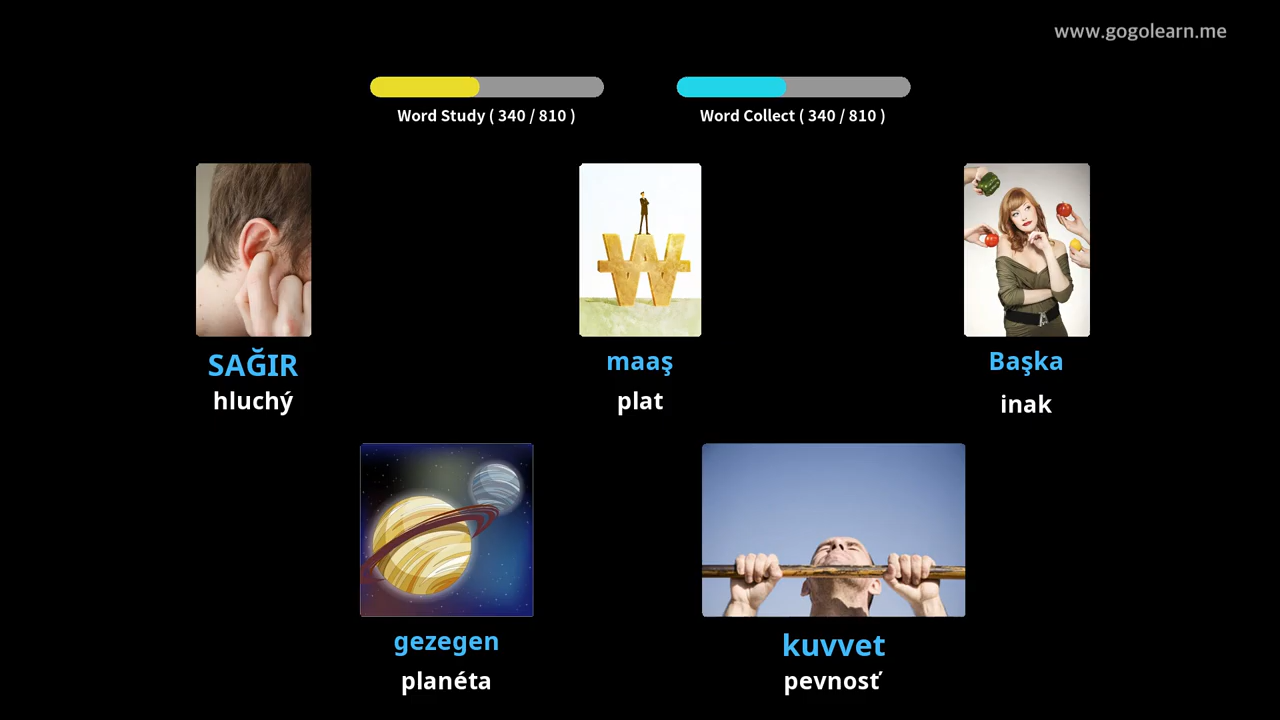 www.gogolearn.me
Word Study ( 340 / 810 )
Word Collect ( 340 / 810 )
SAĞIR
hluchý
maaş
plat
Başka
inak
gezegen
planéta
kuvvet
pevnosť